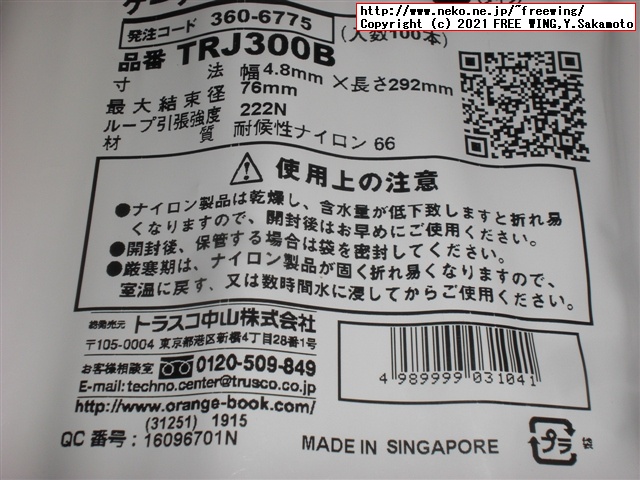 http://www.neko.ne.jp/~freewing/
Copyright (c) 2021 FREE WING,Y.Sakamoto
発注コード 360-6775
(入数100本)
品番 TRJ300B
寸法 幅4.8mm×長さ292mm
最大結束径 76mm
ループ引張強度 222N
材質 耐候性ナイロン66
使用上の注意
●ナイロン製品は乾燥し、含水量が低下致しますと折れ易
くなりますので、開封後はお早めにご使用ください。
●開封後、保管する場合は袋を密封してください。
●厳寒期は、ナイロン製品が固く折れ易くなりますので、
室温に戻す、又は数時間水に浸してからご使用ください。
総発売元 トラスコ中山株式会社
〒105-0004 東京都港区新橋4丁目28番1号
お客様相談室 0120-509-849
E-mail:techno.center@trusco.co.jp
http://www.orange-book.com/
(31251) 1915
QC番号:16096701N
4 989999 031041
MADE IN SINGAPORE
プラ 袋